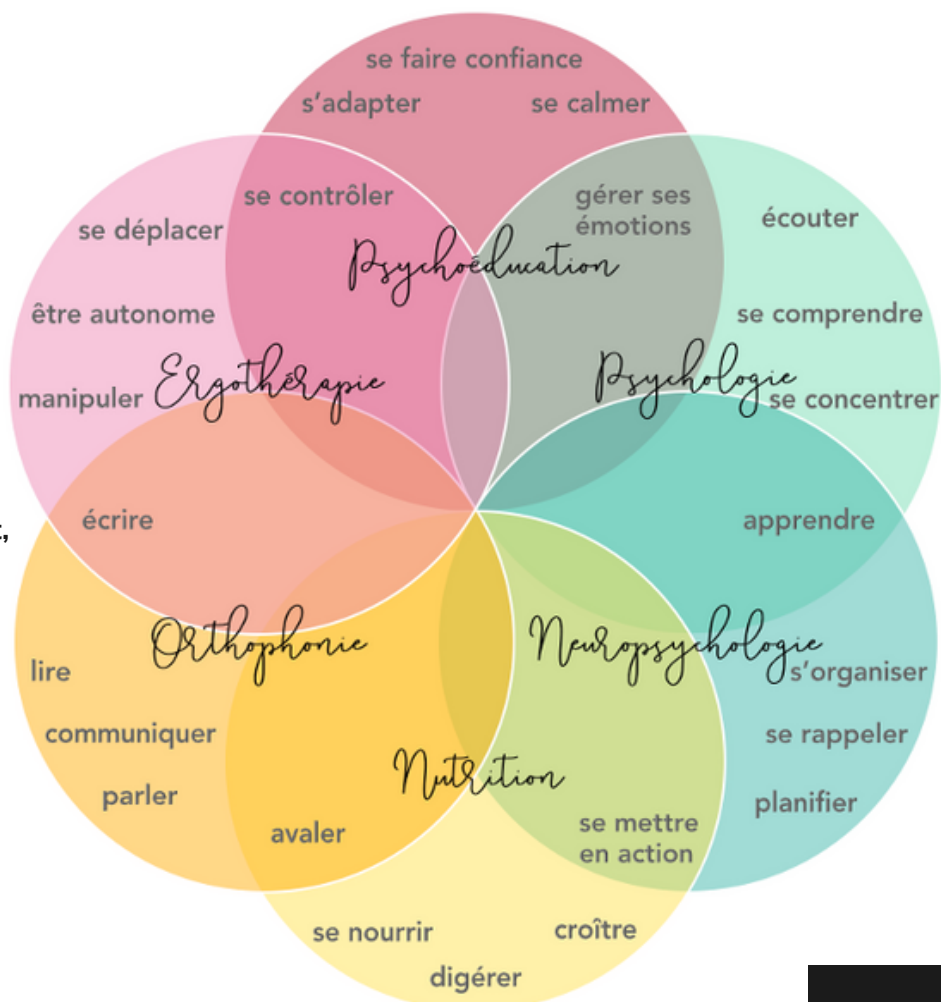 se faire confiance
s'adapter
se calmer
se contrôler
gérer ses
émotions
se déplacer
écouter
Psychoéducation
être autonome
se comprendre
Ergothérapie
Psychologie
manipuler
se concentrer
écrire
apprendre
Orthophonie
Neuropsychologie
lire
s'organiser
communiquer
se rappeler
Nutrition
parler
planifier
avaler
se mettre
en action
se nourrir
croître
digérer